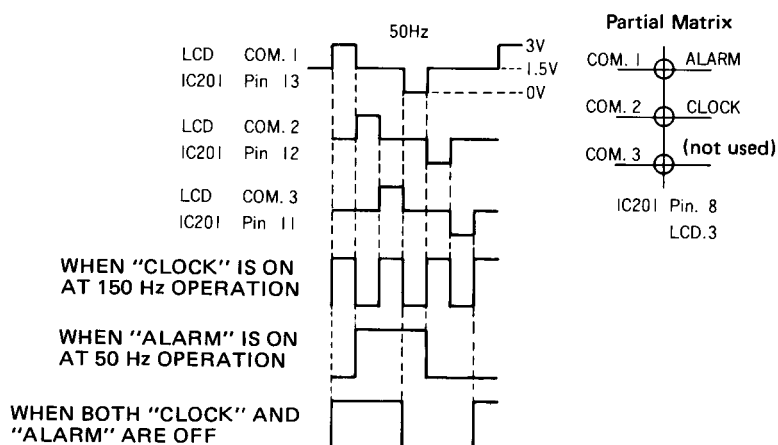 50Hz
LCD COM. 1
IC201 Pin 13
3V
1.5V
0V
LCD COM. 2
IC201 Pin 12
LCD COM. 3
IC201 Pin 11
WHEN "CLOCK" IS ON
AT 150 Hz OPERATION
WHEN "ALARM" IS ON
AT 50 Hz OPERATION
WHEN BOTH "CLOCK" AND
"ALARM" ARE OFF
Partial Matrix
COM. 1 ALARM
COM. 2 CLOCK
COM. 3 (not used)
IC201 Pin. 8
LCD.3